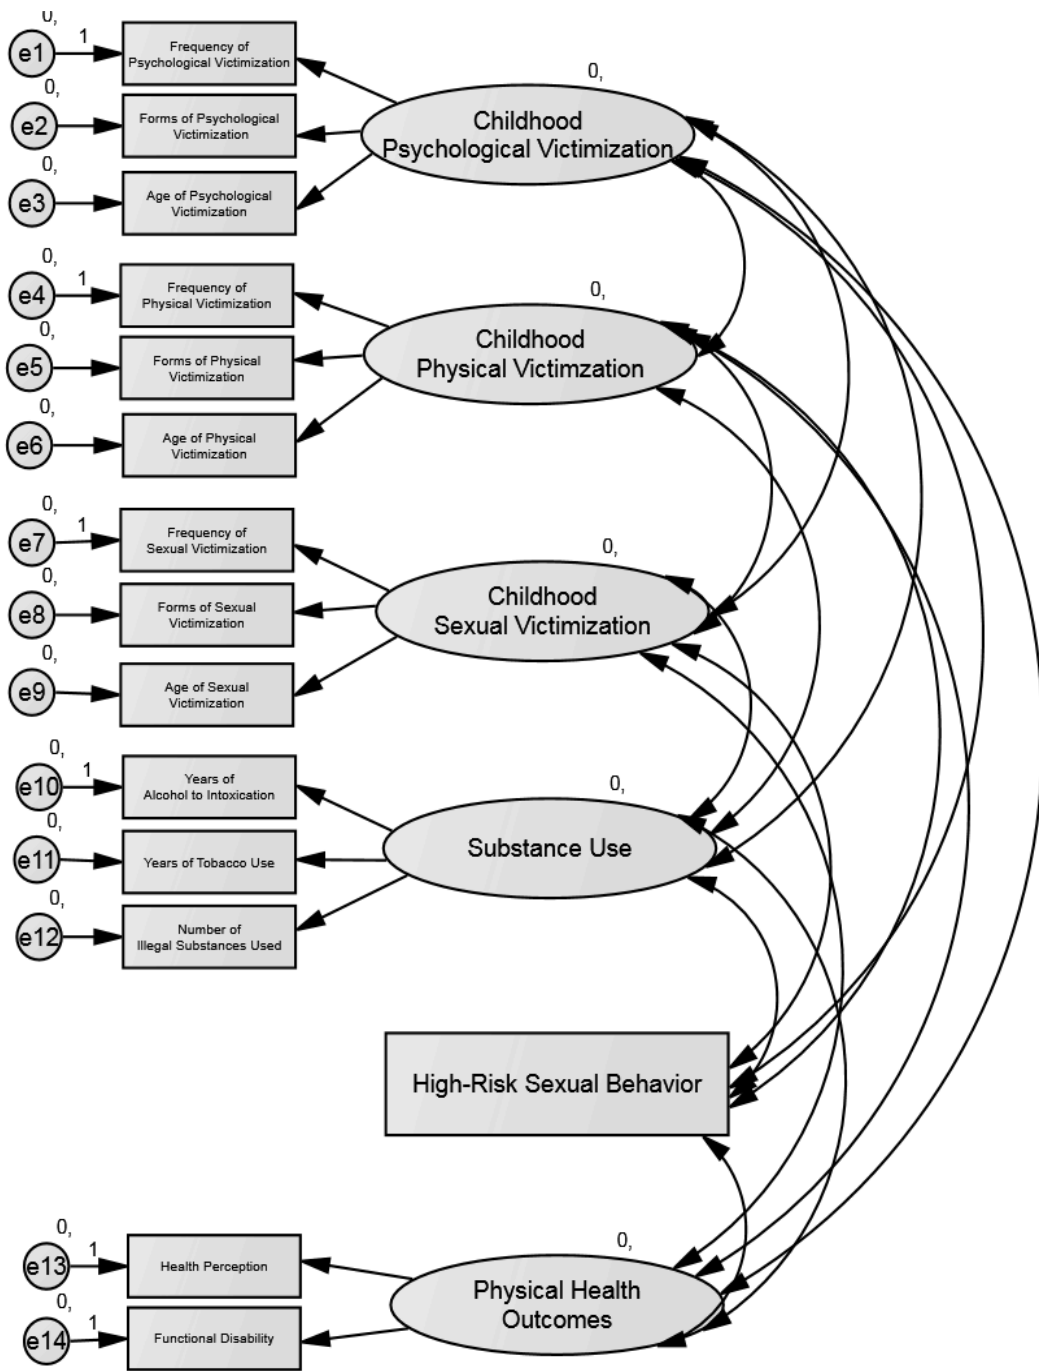 0,
e1
1
Frequency of
Psychological Victimization
0,
e2
Forms of Psychological
Victimization
0,
e3
Age of Psychological
Victimization
0,
Childhood
Psychological Victimization
0,
e4
1
Frequency of
Physical Victimization
0,
e5
Forms of Physical
Victimization
0,
e6
Age of Physical
Victimization
0,
Childhood
Physical Victimzation
0,
e7
1
Frequency of
Sexual Victimization
0,
e8
Forms of Sexual
Victimization
0,
e9
Age of Sexual
Victimization
0,
Childhood
Sexual Victimization
0,
e10
1
Years of
Alcohol to Intoxication
0,
e11
Years of Tobacco Use
0,
e12
Number of
Illegal Substances Used
0,
Substance Use
High-Risk Sexual Behavior
0,
e13
1
Health Perception
0,
e14
1
Functional Disability
0,
Physical Health
Outcomes